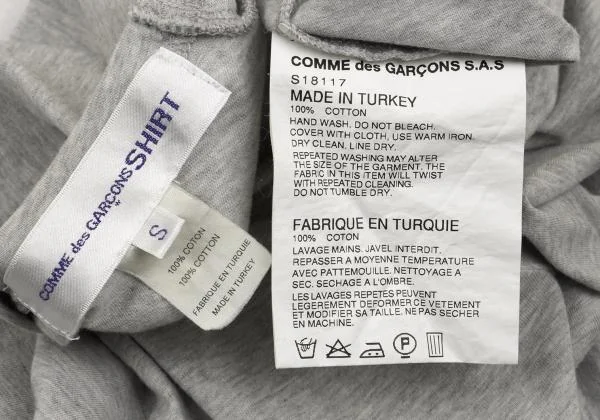 COMME des GARÇONS SHIRT
S
100% COTON
100% COTTON
FABRIQUE EN TURQUIE
MADE IN TURKEY
COMME des GARÇONS S.A.S
S18117
MADE IN TURKEY
100% COTTON
HAND WASH. DO NOT BLEACH.
COVER WITH CLOTH, USE WARM IRON.
DRY CLEAN. LINE DRY.
REPEATED WASHING MAY ALTER
THE SIZE OF THE GARMENT. THE
FABRIC IN THIS ITEM WILL TWIST
WITH REPEATED CLEANING.
DO NOT TUMBLE DRY.
FABRIQUE EN TURQUIE
100% COTON
LAVAGE MAINS. JAVEL INTERDIT.
REPASSER A MOYENNE TEMPERATURE
AVEC PATTEMOUILLE. NETTOYAGE A
SEC. SECHAGE A L'OMBRE.
LES LAVAGES REPETES PEUVENT
LEGEREMENT DEFORMER CE VETEMENT
ET MODIFIER SA TAILLE. NE PAS SECHER
EN MACHINE.
P